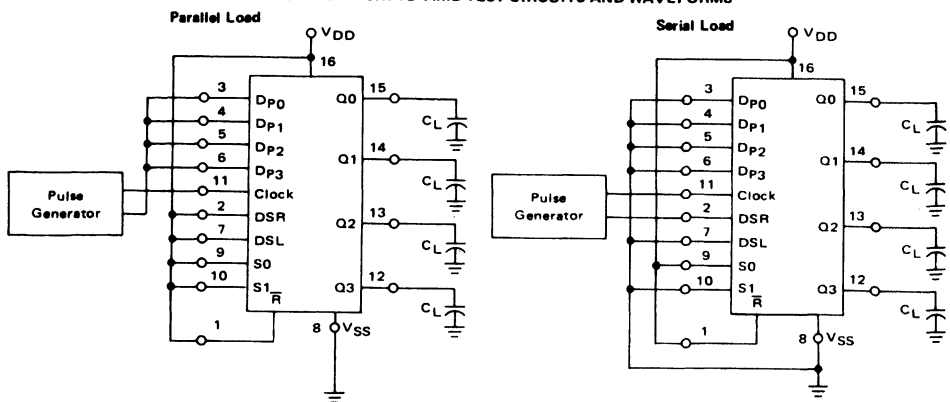 Parallel Load
VDD
16
3 DP0 Q0 15
CL
4 DP1
5 DP2
6 DP3 Q1 14
CL
11 Clock
Pulse
Generator
2 DSR
7 DSL Q2 13
CL
9 S0
10 S1 Q3 12
CL
R̅
1
8 VSS
Serial Load
VDD
16
3 DP0 Q0 15
CL
4 DP1
5 DP2
6 DP3 Q1 14
CL
11 Clock
Pulse
Generator
2 DSR
7 DSL Q2 13
CL
9 S0
10 S1 Q3 12
CL
R̅
1
8 VSS